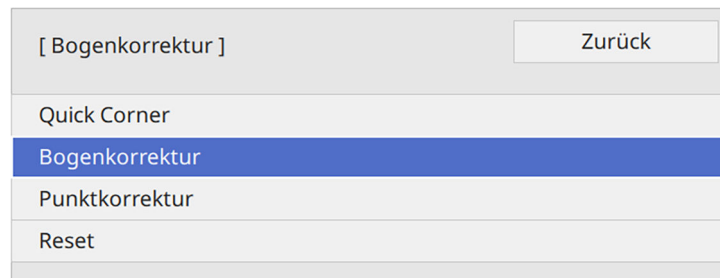 [ Bogenkorrektur ]
Zurück
Quick Corner
Bogenkorrektur
Punktkorrektur
Reset